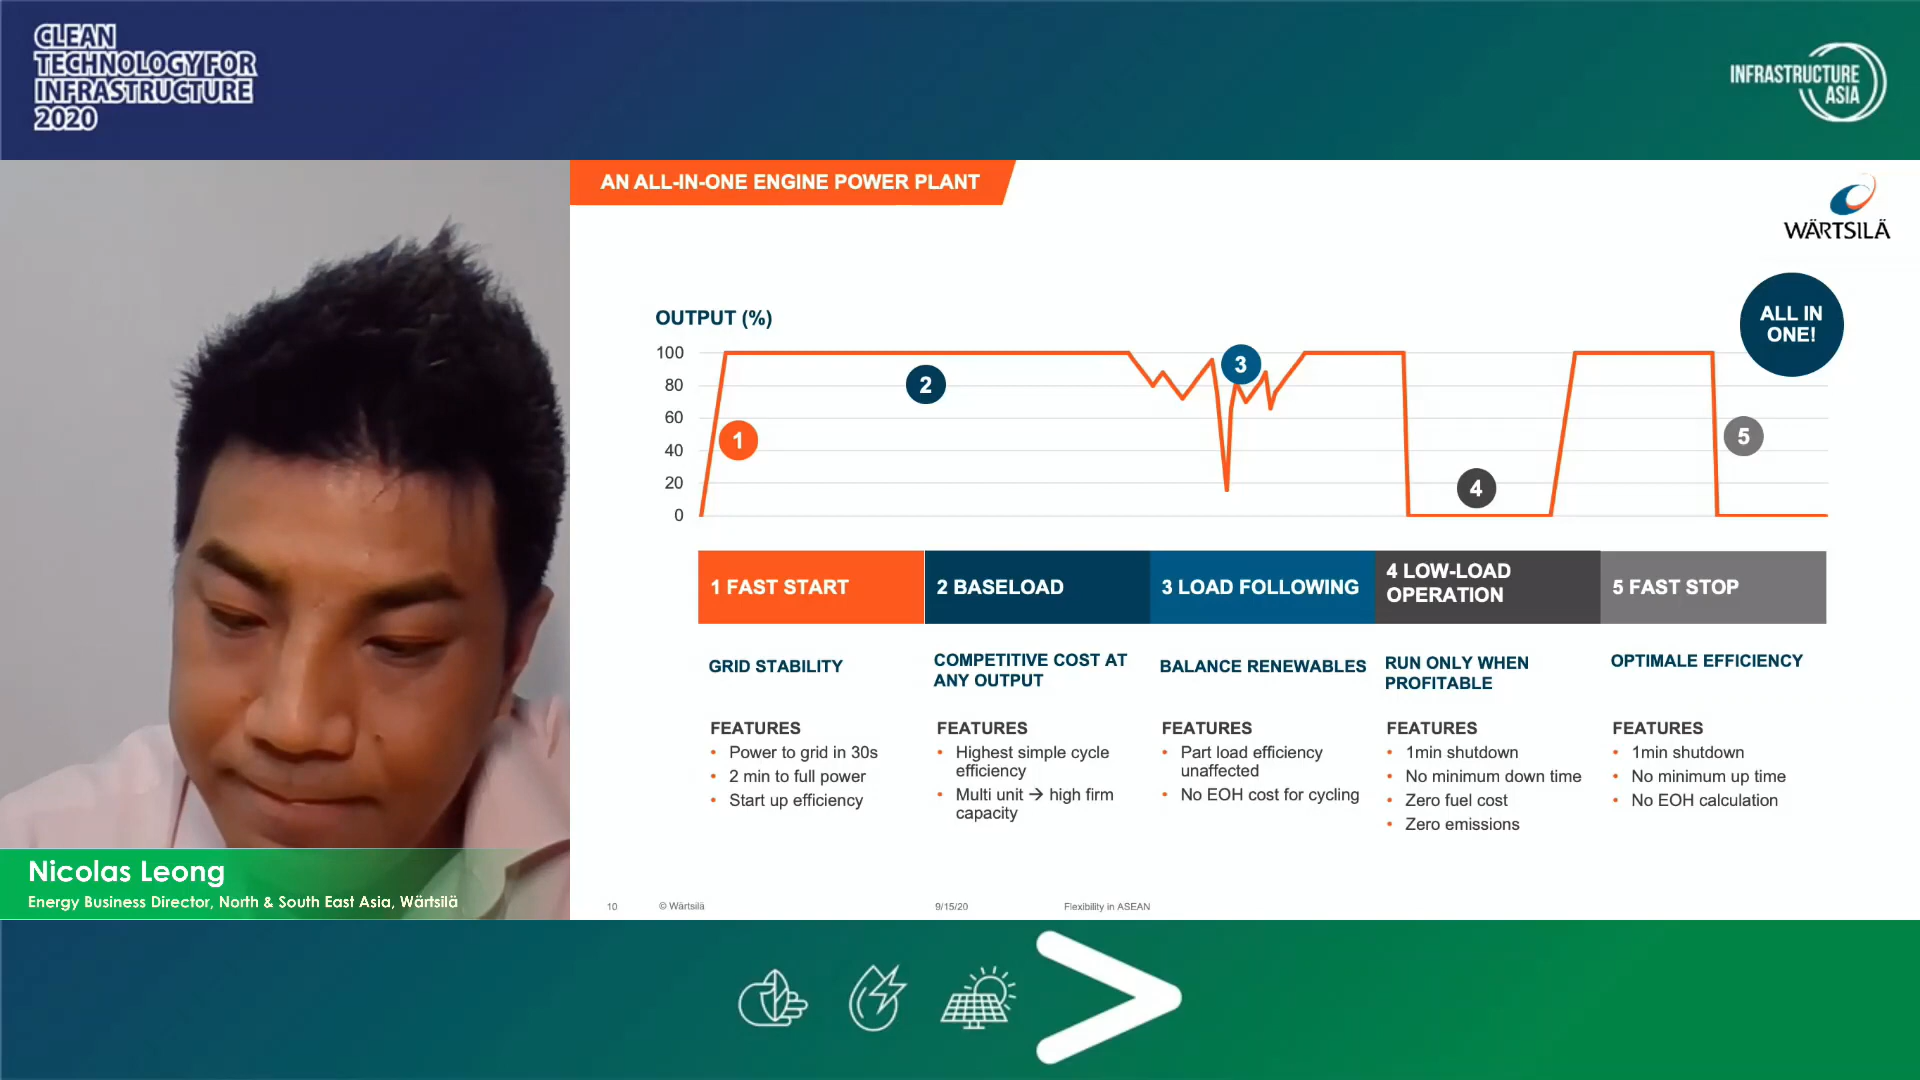 CLEAN
TECHNOLOGY FOR
INFRASTRUCTURE
2020
INFRASTRUCTURE
ASIA
AN ALL-IN-ONE ENGINE POWER PLANT
WÄRTSILÄ
ALL IN
ONE!
OUTPUT (%)
100
80
60
40
20
0
1
2
3
4
5
1 FAST START
2 BASELOAD
3 LOAD FOLLOWING
4 LOW-LOAD
OPERATION
5 FAST STOP
GRID STABILITY
COMPETITIVE COST AT
ANY OUTPUT
BALANCE RENEWABLES
RUN ONLY WHEN
PROFITABLE
OPTIMALE EFFICIENCY
FEATURES
• Power to grid in 30s
• 2 min to full power
• Start up efficiency
FEATURES
• Highest simple cycle
efficiency
• Multi unit → high firm
capacity
FEATURES
• Part load efficiency
unaffected
• No EOH cost for cycling
FEATURES
• 1min shutdown
• No minimum down time
• Zero fuel cost
• Zero emissions
FEATURES
• 1min shutdown
• No minimum up time
• No EOH calculation
Nicolas Leong
Energy Business Director, North & South East Asia, Wärtsilä
10
© Wärtsilä
9/15/20
Flexibility in ASEAN